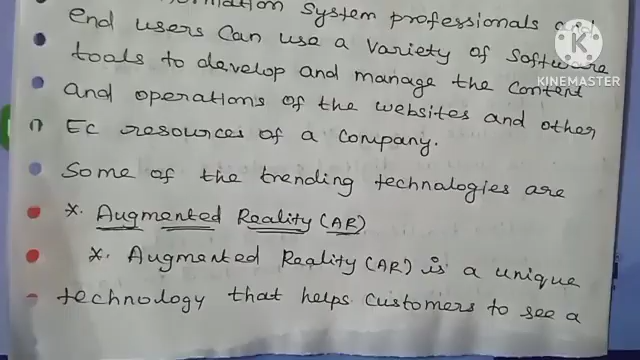 System professionals and
end users can use a variety of software
tools to develop and manage the content
and operations of the websites and other
EC resources of a company.
Some of the trending technologies are
* Augmented Reality (AR)
* Augmented Reality (AR) is a unique
technology that helps customers to see a
K
KINEMASTER